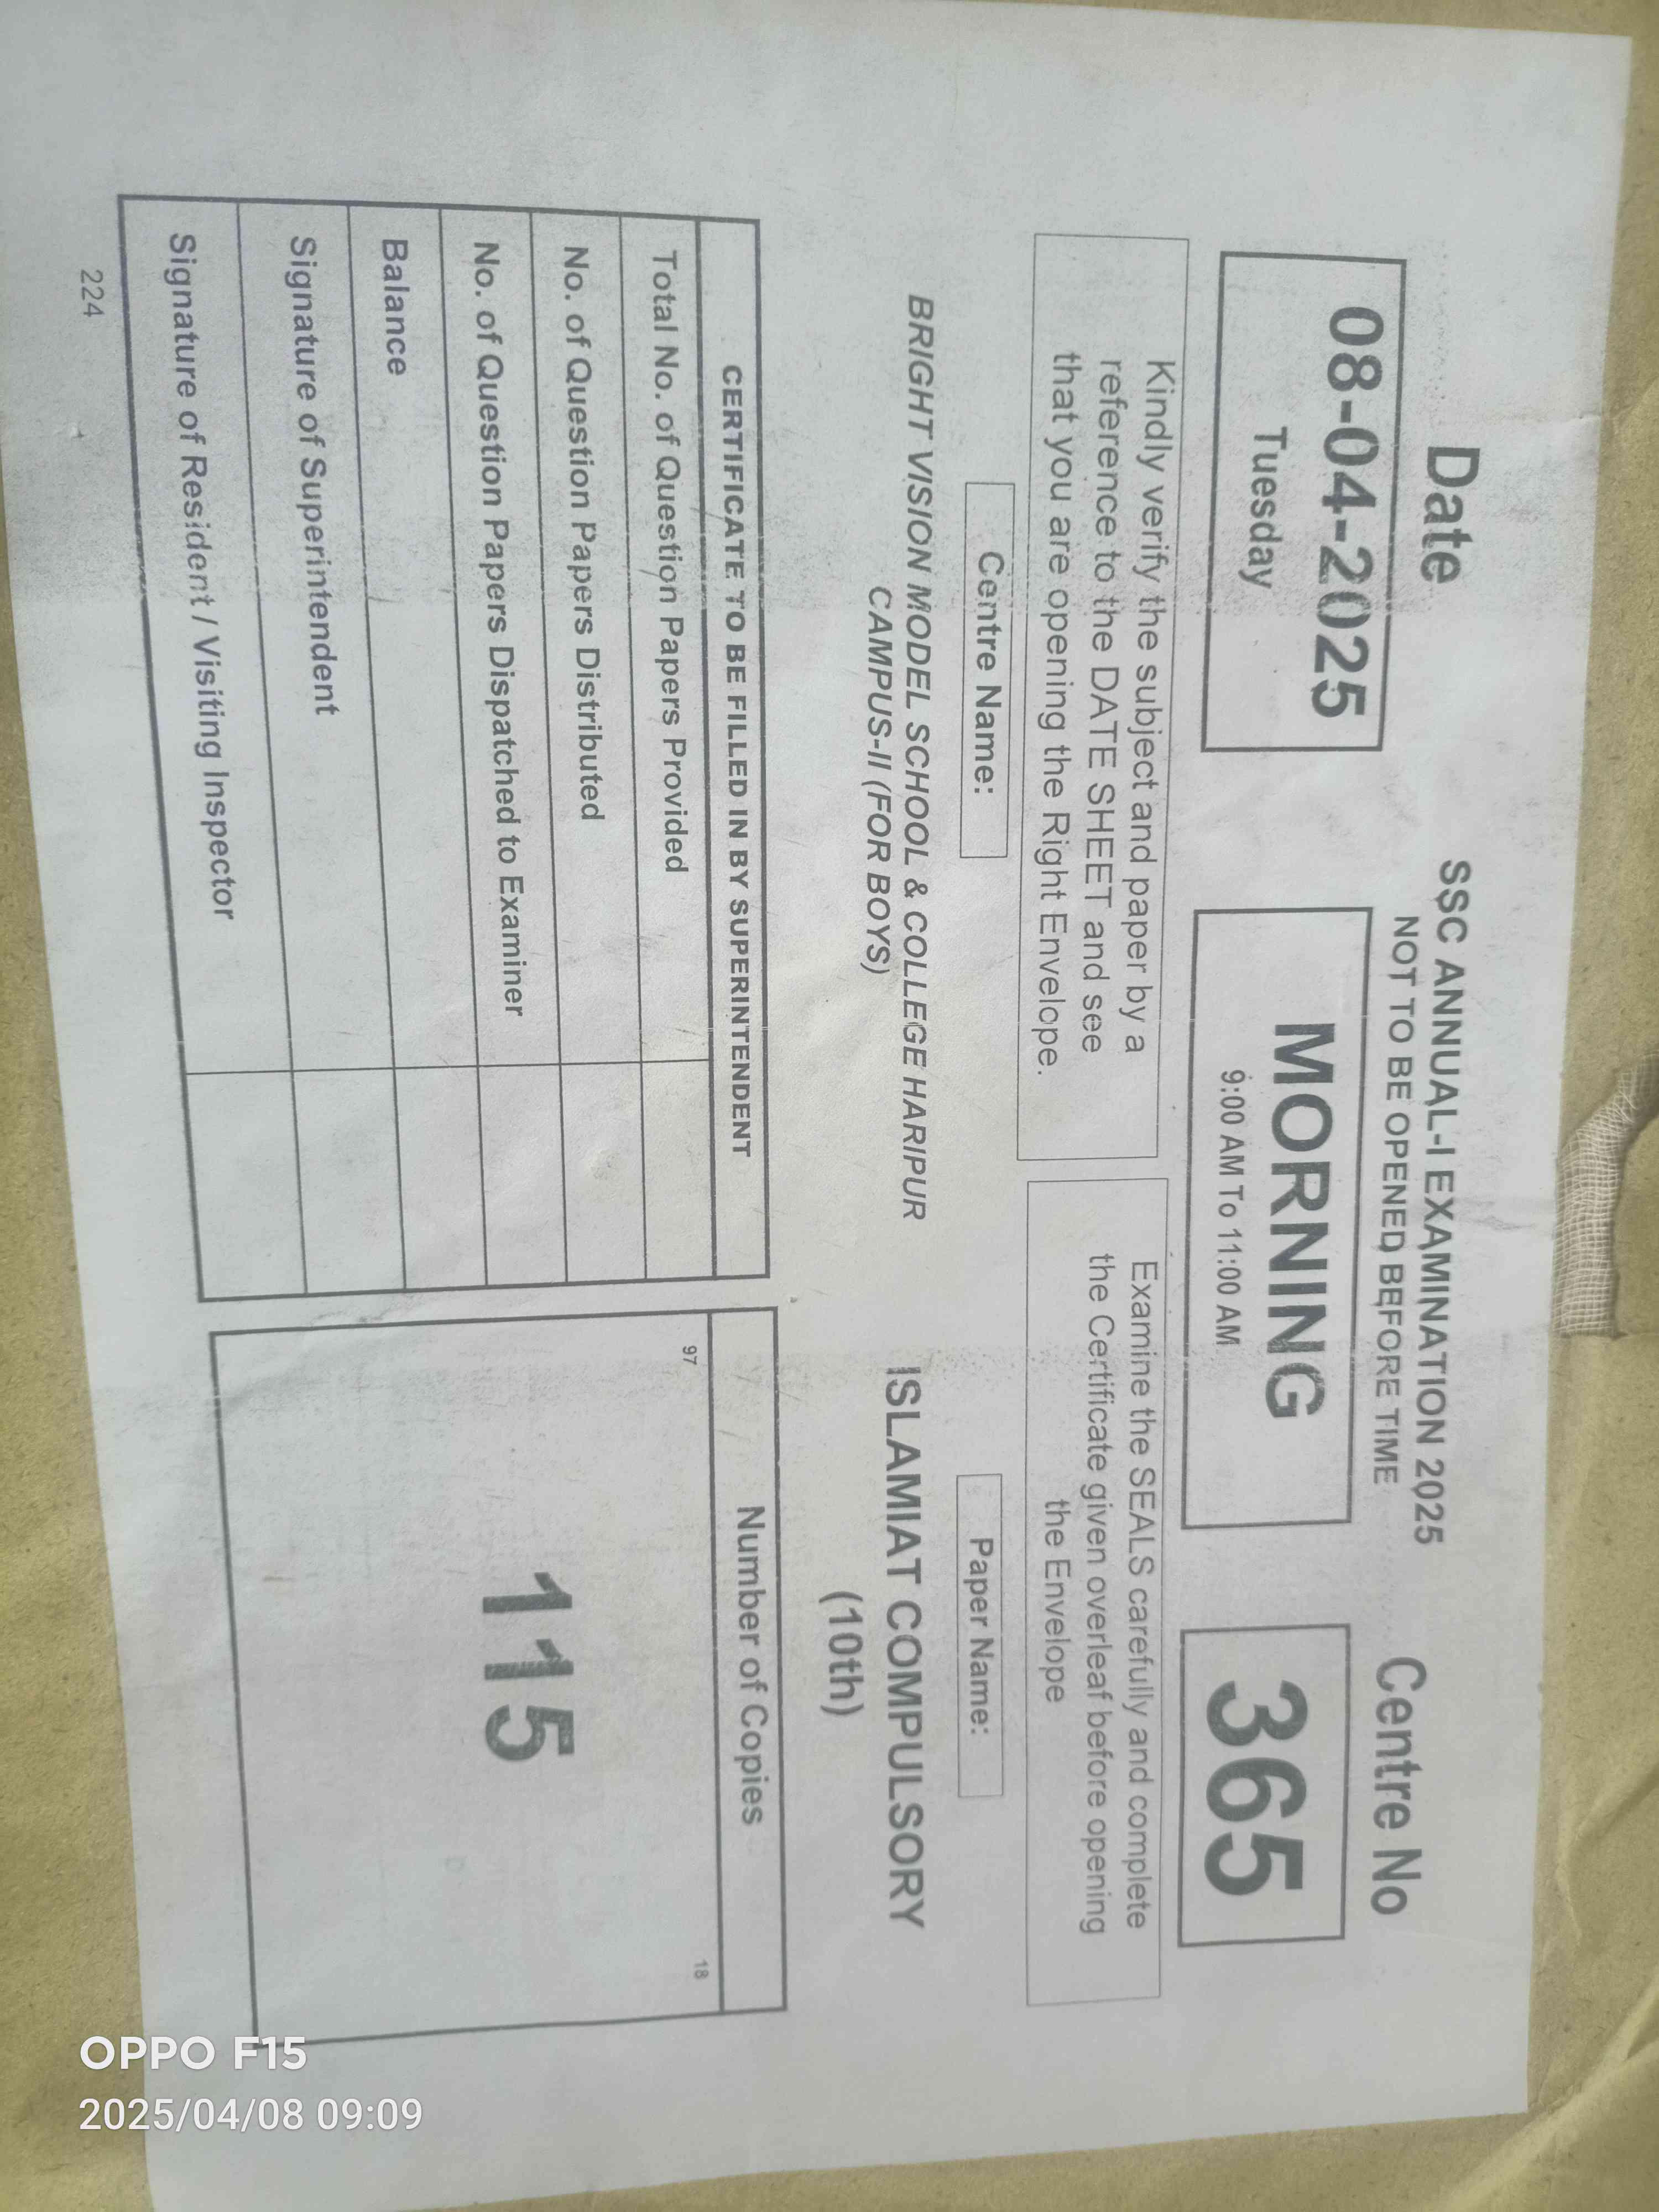 SSC ANNUAL-I EXAMINATION 2025
NOT TO BE OPENED BEFORE TIME
Date
08-04-2025
Tuesday
MORNING
9:00 AM To 11:00 AM
Centre No
365
Kindly verify the subject and paper by a
reference to the DATE SHEET and see
that you are opening the Right Envelope.
Examine the SEALS carefully and complete
the Certificate given overleaf before opening
the Envelope
Centre Name:
BRIGHT VISION MODEL SCHOOL & COLLEGE HARIPUR
CAMPUS-II (FOR BOYS)
Paper Name:
ISLAMIAT COMPULSORY
(10th)
CERTIFICATE TO BE FILLED IN BY SUPERINTENDENT
Total No. of Question Papers Provided
No. of Question Papers Distributed
No. of Question Papers Dispatched to Examiner
Balance
Signature of Superintendent
Signature of Resident / Visiting Inspector
Number of Copies
97
18
115
224
OPPO F15
2025/04/08 09:09